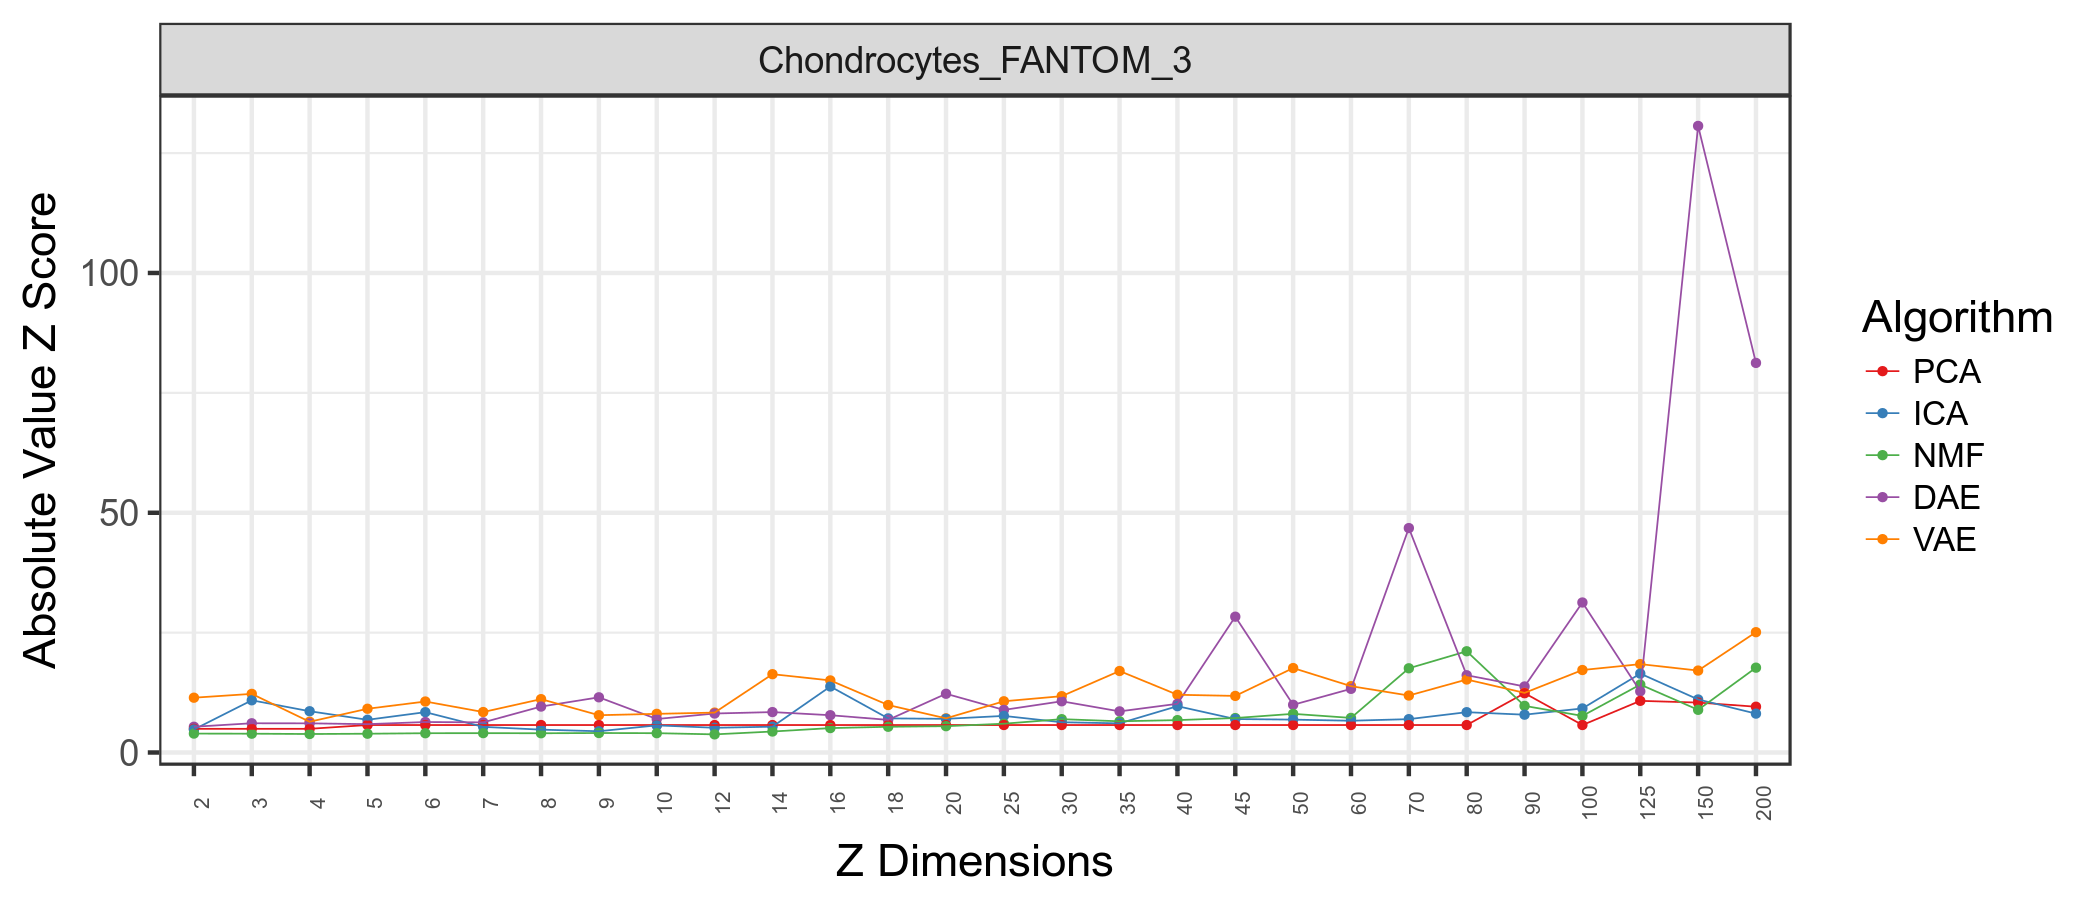 Chondrocytes_FANTOM_3
Absolute Value Z Score
100
50
0
2 3 4 5 6 7 8 9 10 12 14 16 18 20 25 30 35 40 45 50 60 70 80 90 100 125 150 200
Z Dimensions
Algorithm
PCA
ICA
NMF
DAE
VAE